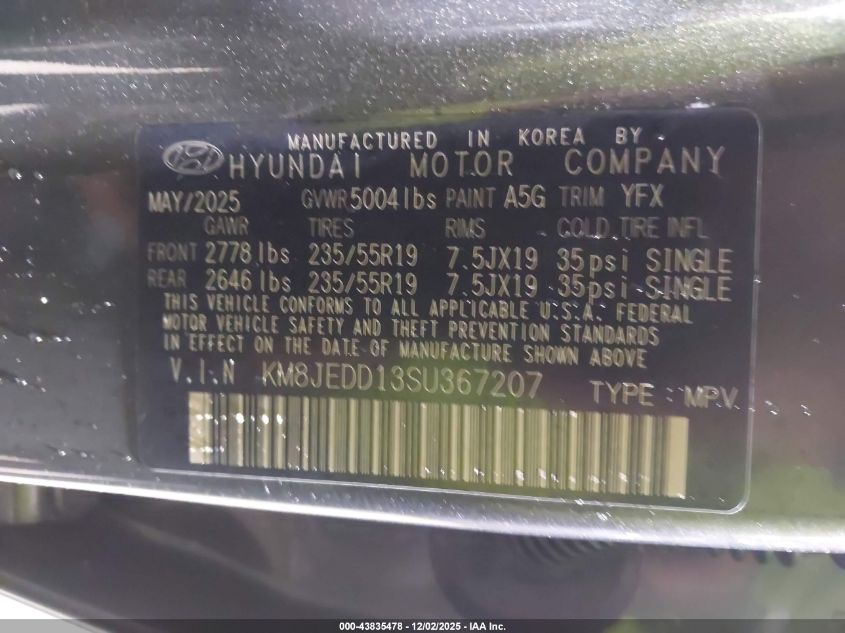 MANUFACTURED IN KOREA BY
HYUNDAI MOTOR COMPANY
MAY/2025 GVWR 5004 lbs PAINT A5G TRIM YFX
GAWR TIRES RIMS COLD TIRE INFL
FRONT 2778 lbs 235/55R19 7.5JX19 35psi SINGLE
REAR 2646 lbs 235/55R19 7.5JX19 35psi SINGLE
THIS VEHICLE CONFORMS TO ALL APPLICABLE U.S.A. FEDERAL
MOTOR VEHICLE SAFETY AND THEFT PREVENTION STANDARDS
IN EFFECT ON THE DATE OF MANUFACTURE SHOWN ABOVE
V.I.N KM8JEDD13SU367207 TYPE : MPV
000-43835478 - 12/02/2025 - IAA Inc.